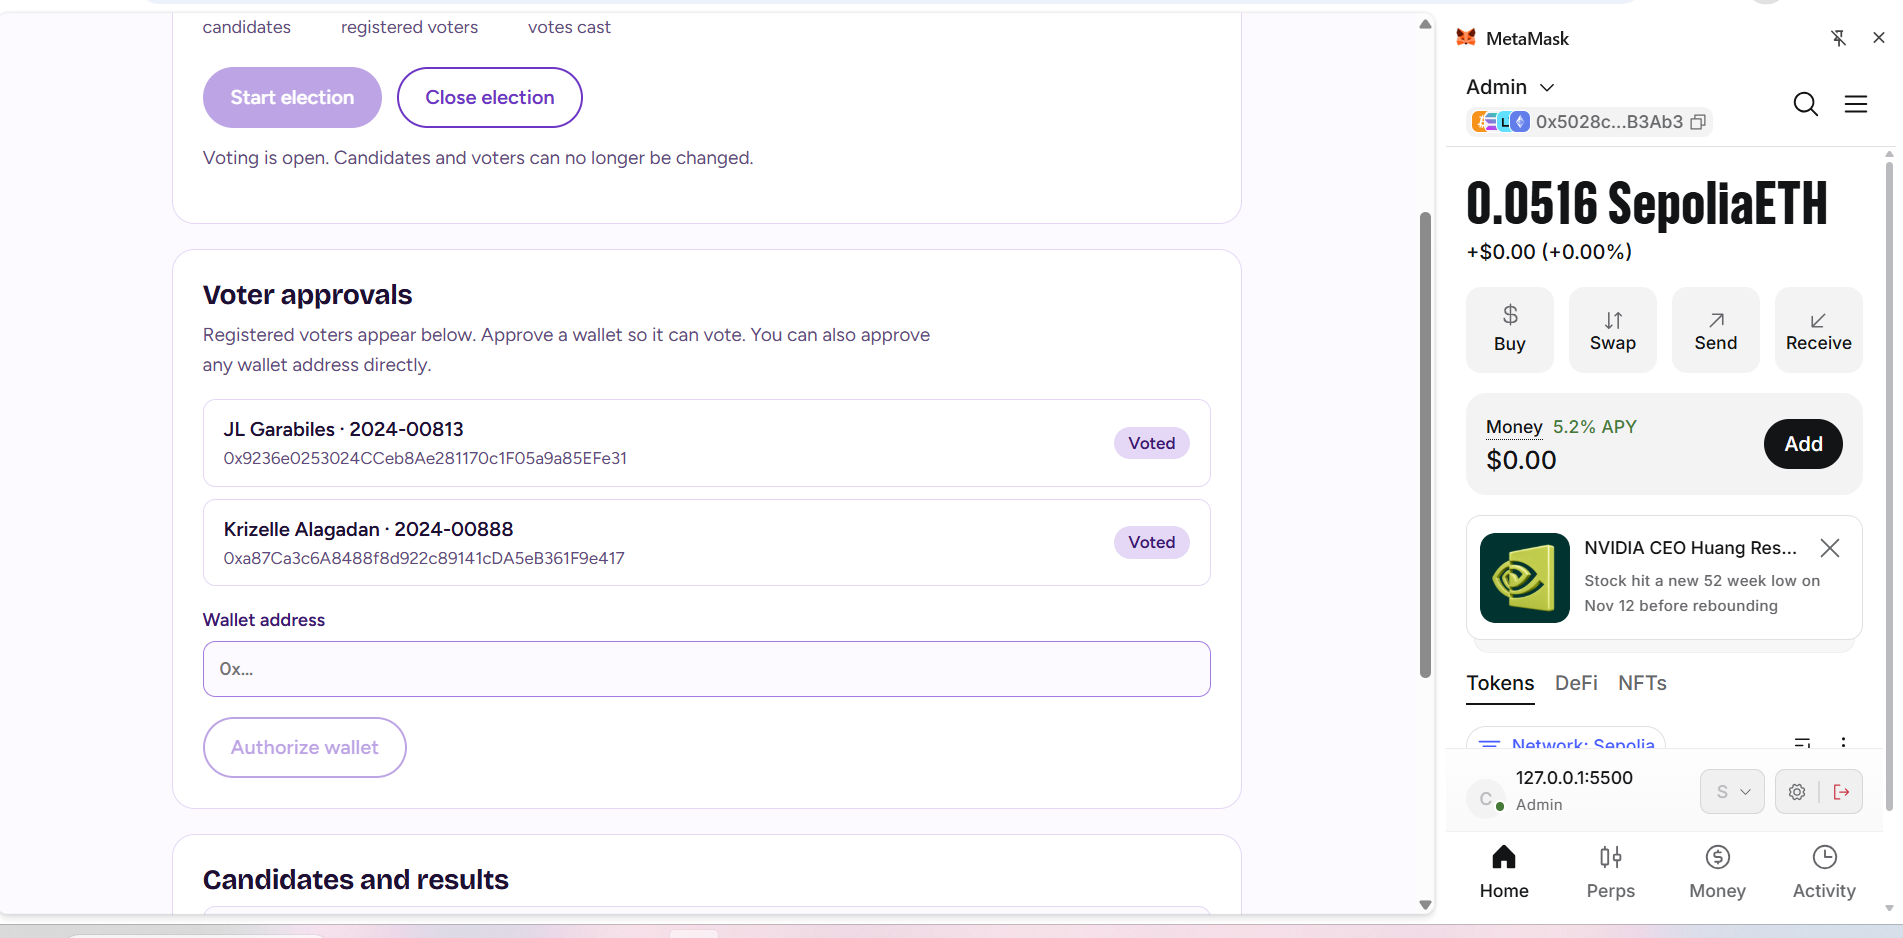 candidates registered voters votes cast
Start election Close election
Voting is open. Candidates and voters can no longer be changed.
Voter approvals
Registered voters appear below. Approve a wallet so it can vote. You can also approve
any wallet address directly.
JL Garabiles · 2024-00813
0x9236e0253024CCeb8Ae281170c1F05a9a85EFe31
Voted
Krizelle Alagadan · 2024-00888
0xa87Ca3c6A8488f8d922c89141cDA5eB361F9e417
Voted
Wallet address
0x...
Authorize wallet
Candidates and results
MetaMask
Admin
0x5028c...B3Ab3
0.0516 SepoliaETH
+$0.00 (+0.00%)
Buy Swap Send Receive
Money 5.2% APY
$0.00
Add
NVIDIA CEO Huang Res...
Stock hit a new 52 week low on
Nov 12 before rebounding
Tokens DeFi NFTs
Network: Sepolia
C
127.0.0.1:5500
Admin
S
Home Perps Money Activity